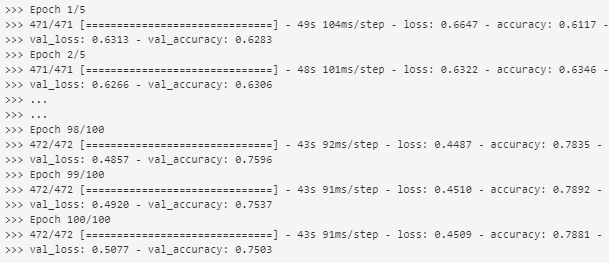 >>> Epoch 1/5
>>> 471/471 [==============================] - 49s 104ms/step - loss: 0.6647 - accuracy: 0.6117 -
>>> val_loss: 0.6313 - val_accuracy: 0.6283
>>> Epoch 2/5
>>> 471/471 [==============================] - 48s 101ms/step - loss: 0.6322 - accuracy: 0.6346 -
>>> val_loss: 0.6266 - val_accuracy: 0.6306
>>> ...
>>> ...
>>> Epoch 98/100
>>> 472/472 [==============================] - 43s 92ms/step - loss: 0.4487 - accuracy: 0.7835 -
>>> val_loss: 0.4857 - val_accuracy: 0.7596
>>> Epoch 99/100
>>> 472/472 [==============================] - 43s 91ms/step - loss: 0.4510 - accuracy: 0.7892 -
>>> val_loss: 0.4920 - val_accuracy: 0.7537
>>> Epoch 100/100
>>> 472/472 [==============================] - 43s 91ms/step - loss: 0.4509 - accuracy: 0.7881 -
>>> val_loss: 0.5077 - val_accuracy: 0.7503